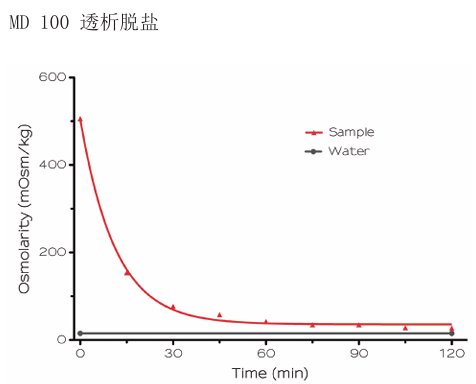 MD 100 透析脱盐
600
400
200
0
Osmolarity (mOsm/kg)
Sample
Water
0 30 60 90 120
Time (min)